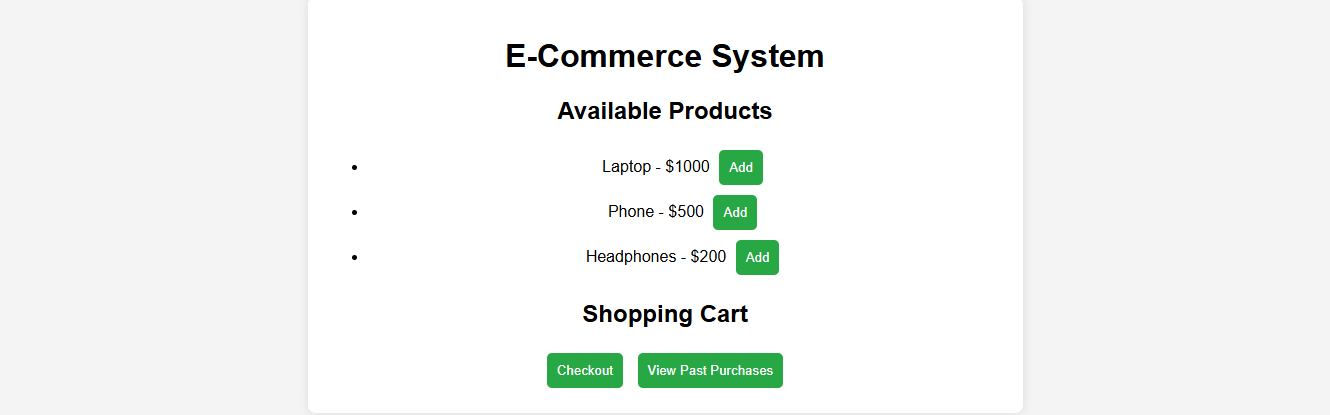 E-Commerce System
Available Products
Laptop - $1000 Add
Phone - $500 Add
Headphones - $200 Add
Shopping Cart
Checkout View Past Purchases